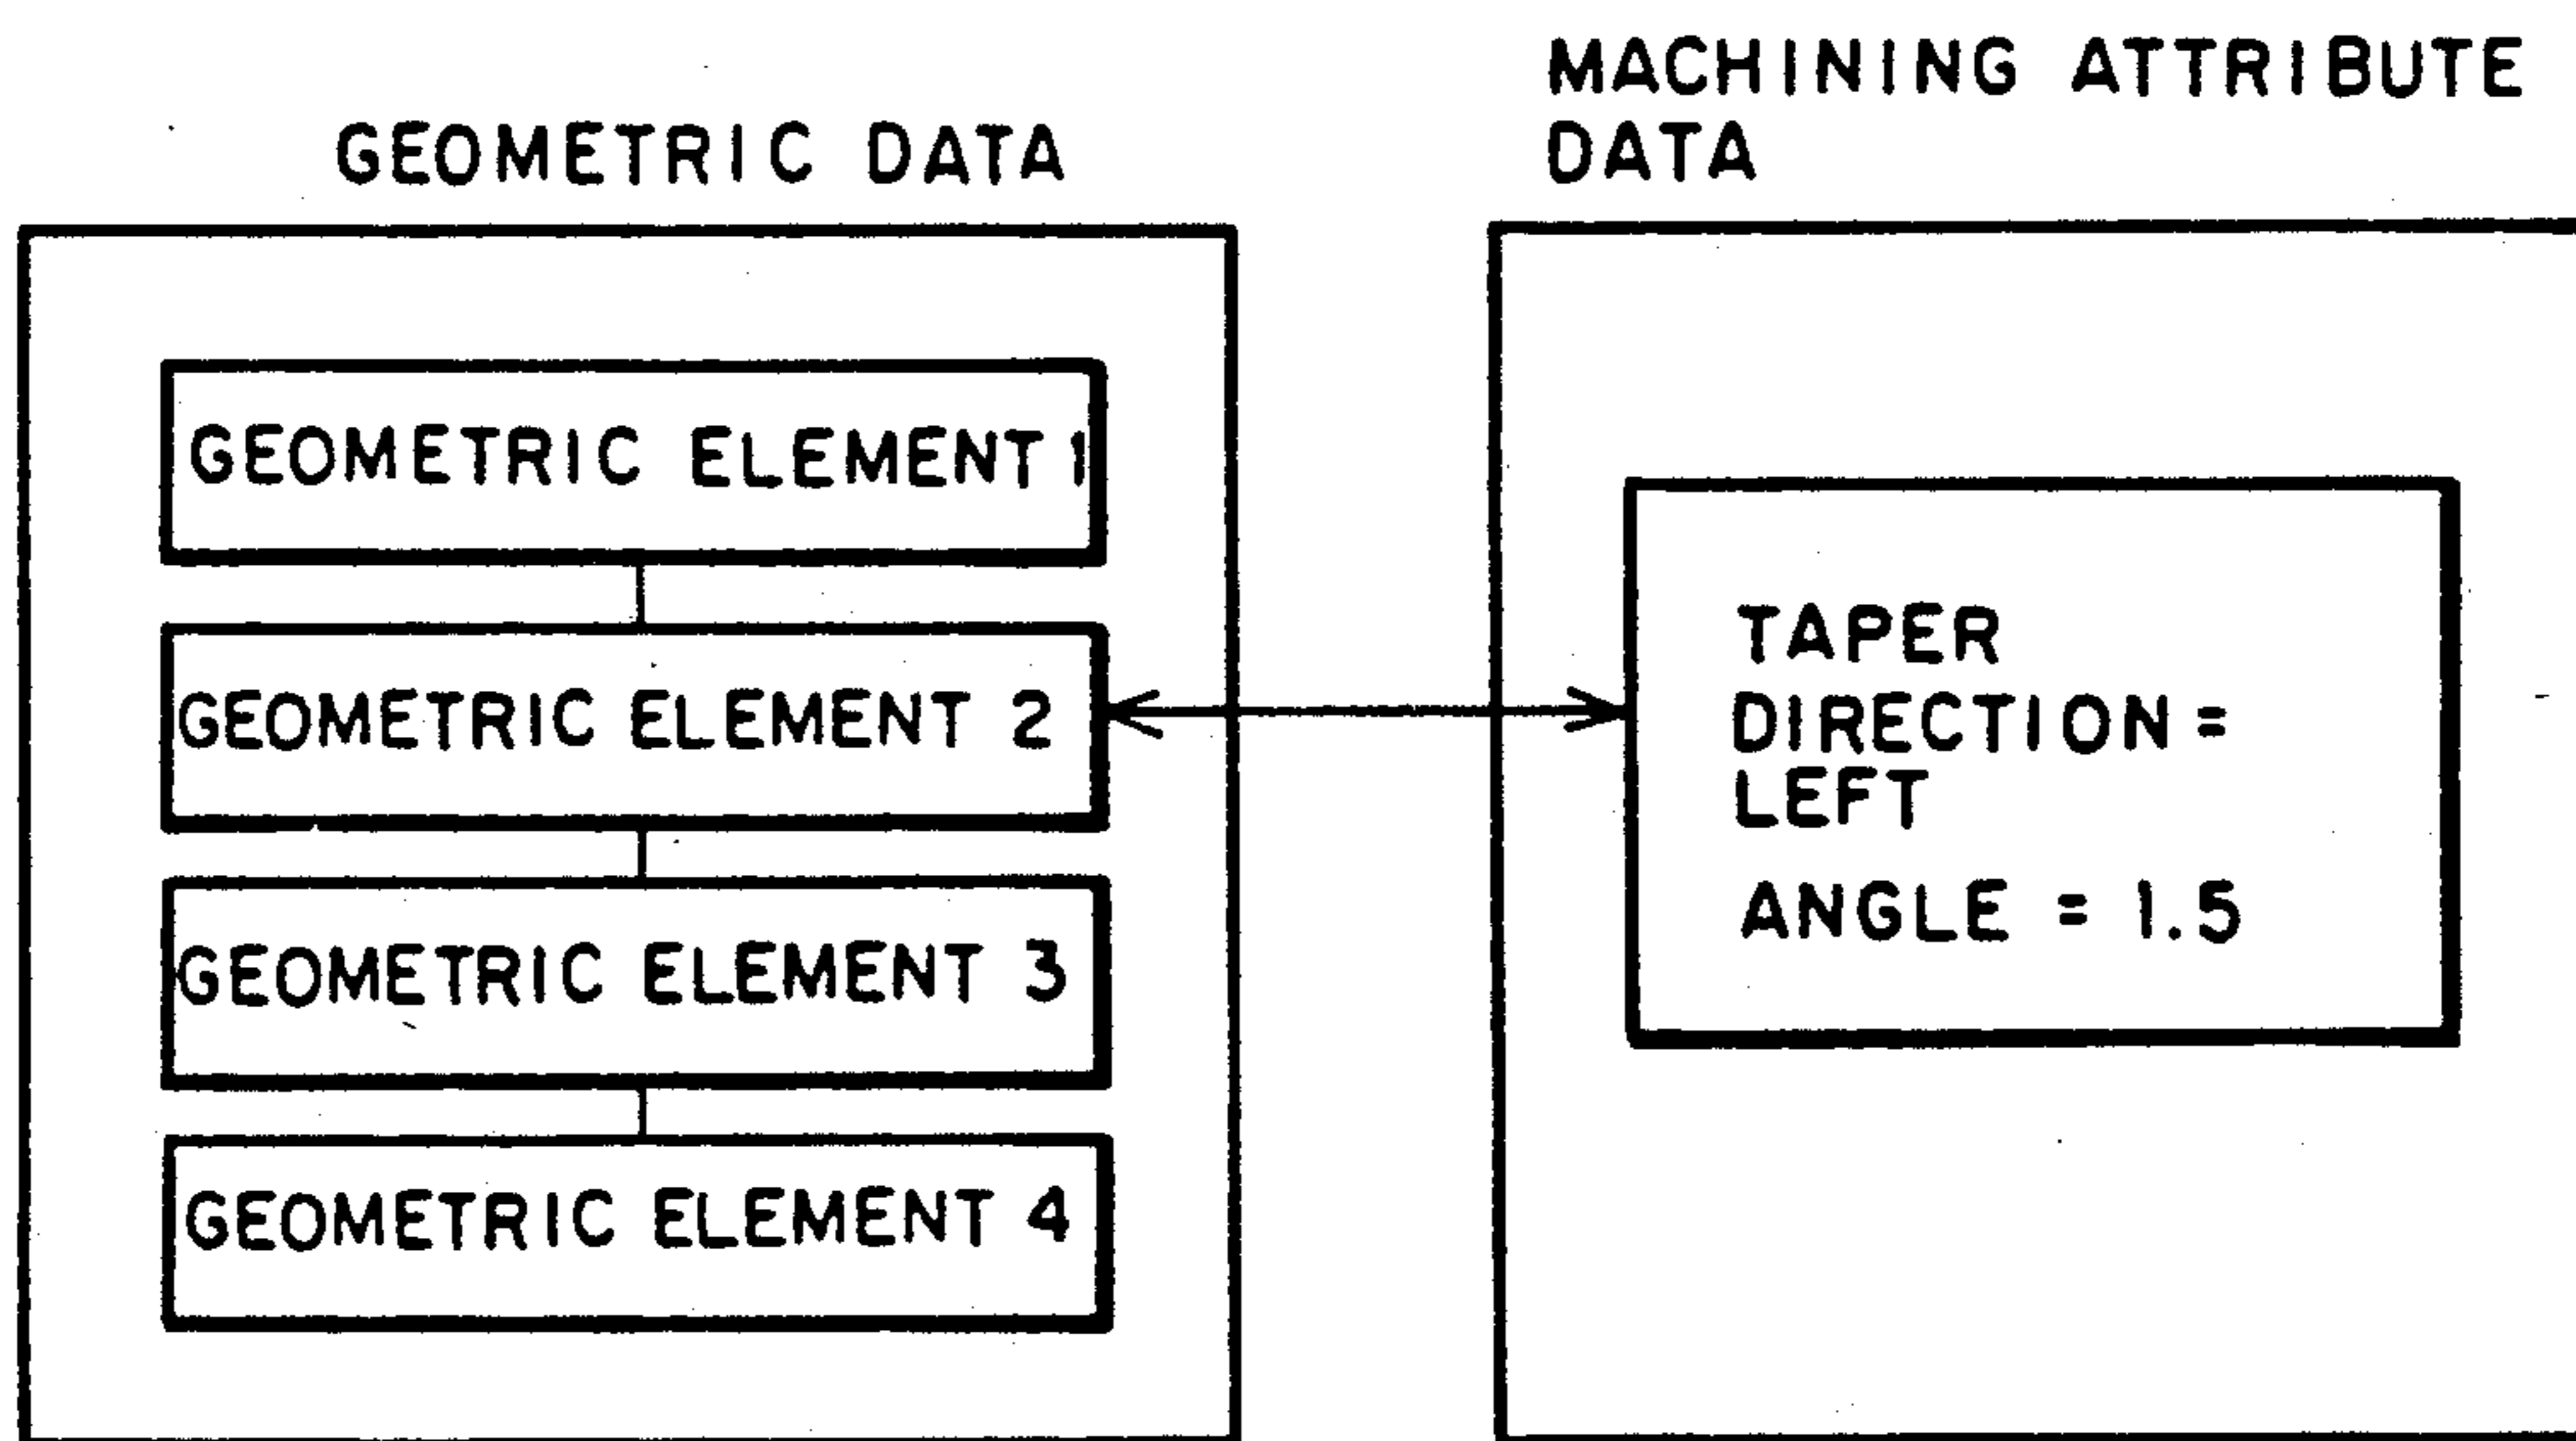 GEOMETRIC DATA
GEOMETRIC ELEMENT 1
GEOMETRIC ELEMENT 2
GEOMETRIC ELEMENT 3
GEOMETRIC ELEMENT 4
MACHINING ATTRIBUTE
DATA
TAPER
DIRECTION =
LEFT
ANGLE = 1.5